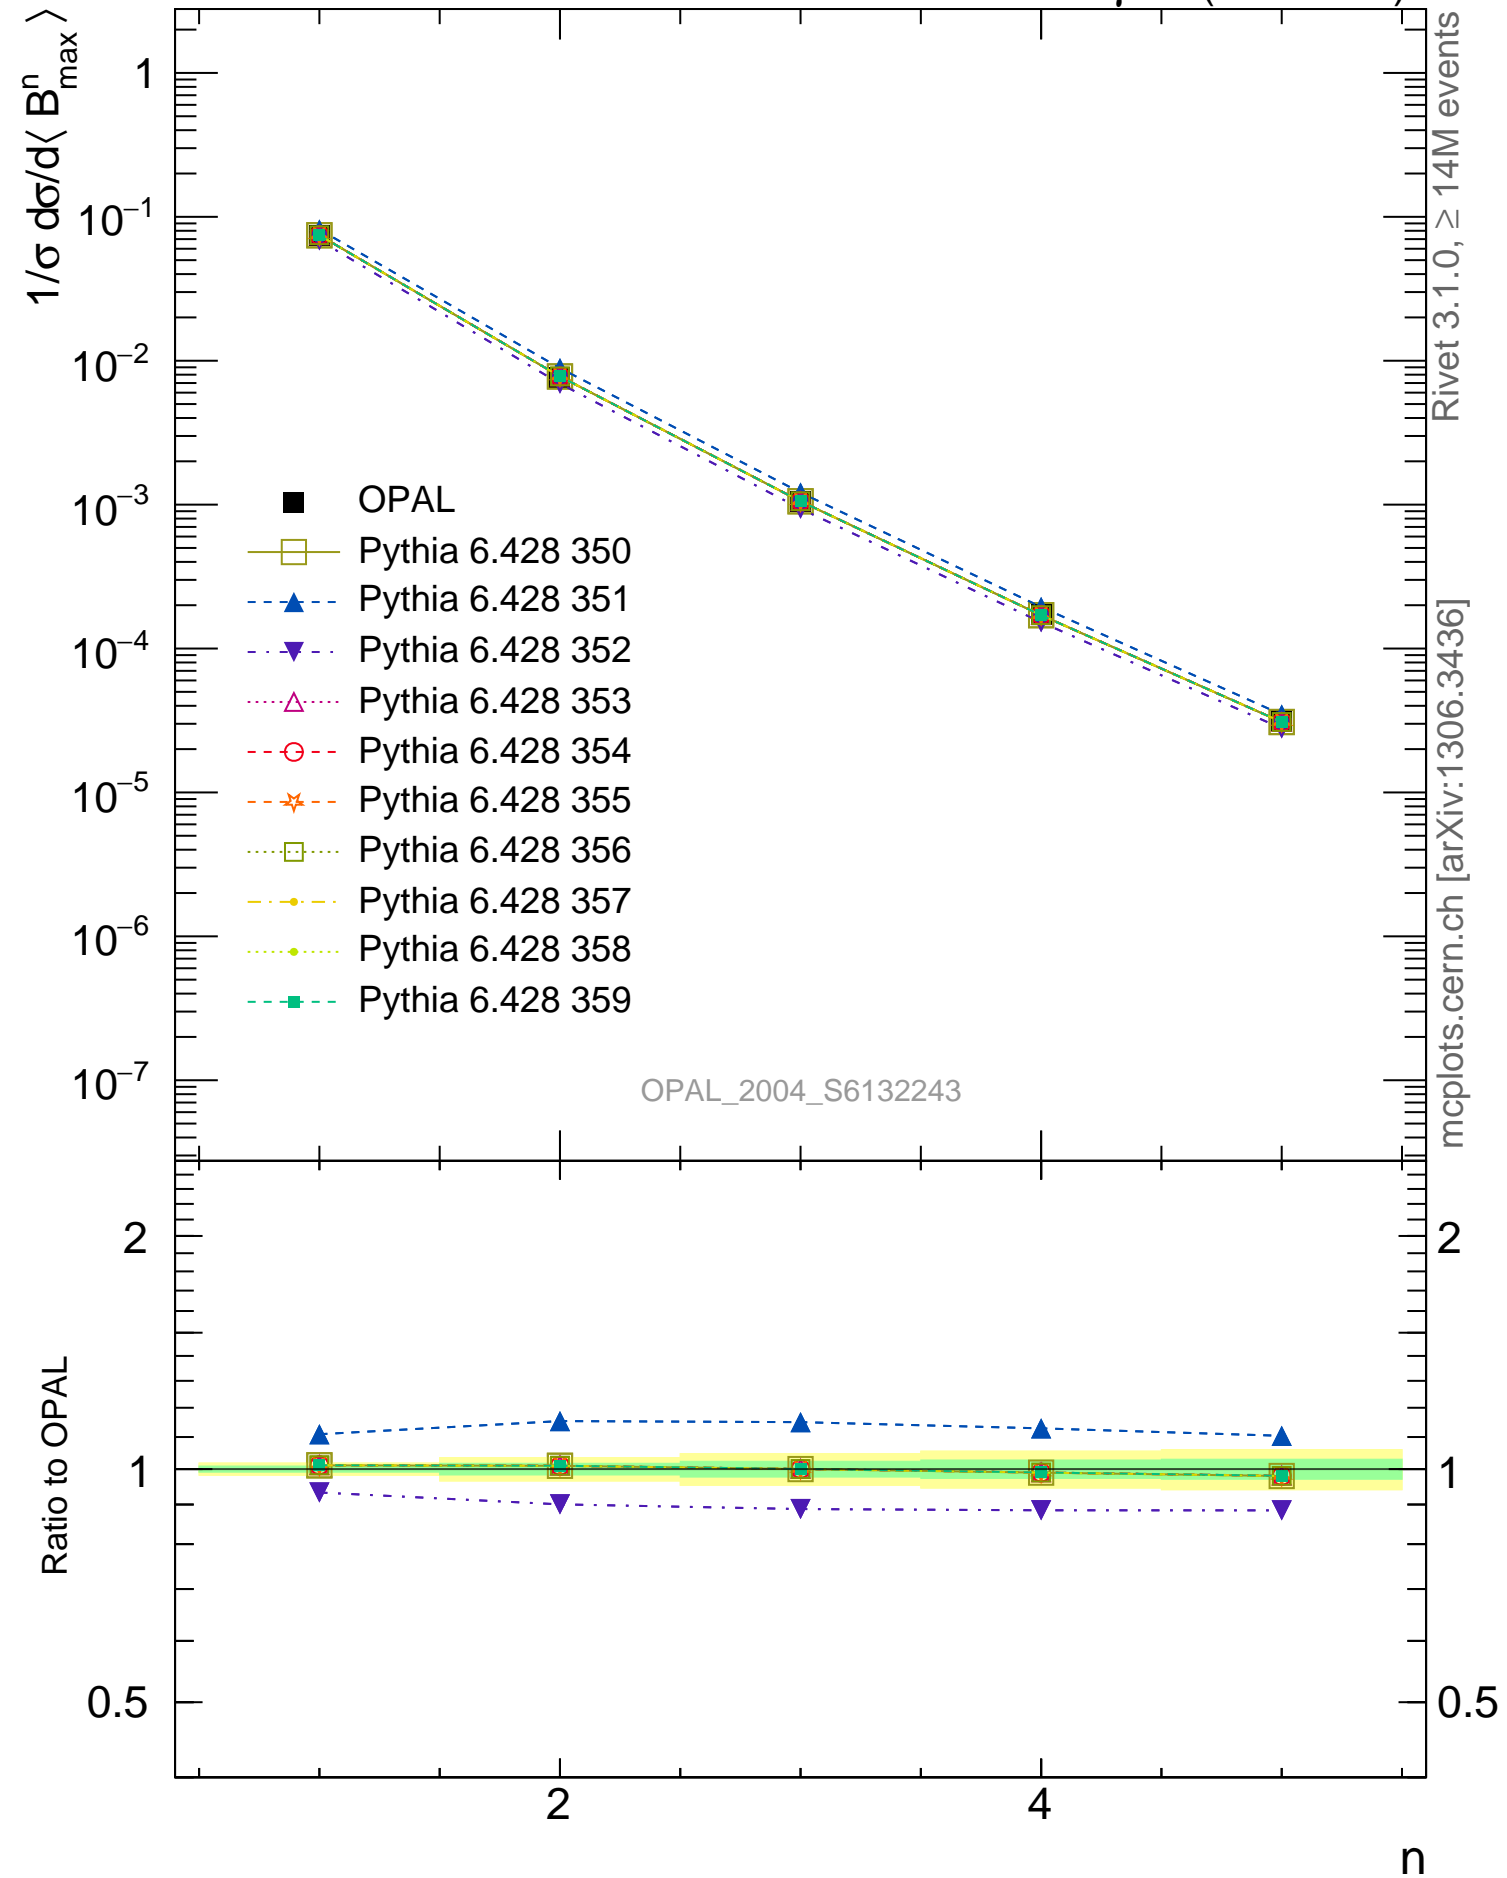 1/σ dσ/d⟨ Bⁿmax ⟩
1
10⁻¹
10⁻²
10⁻³
10⁻⁴
10⁻⁵
10⁻⁶
10⁻⁷
OPAL
Pythia 6.428 350
Pythia 6.428 351
Pythia 6.428 352
Pythia 6.428 353
Pythia 6.428 354
Pythia 6.428 355
Pythia 6.428 356
Pythia 6.428 357
Pythia 6.428 358
Pythia 6.428 359
OPAL_2004_S6132243
Rivet 3.1.0, ≥ 14M events
mcplots.cern.ch [arXiv:1306.3436]
Ratio to OPAL
2
1
0.5
2
1
0.5
2
4
n